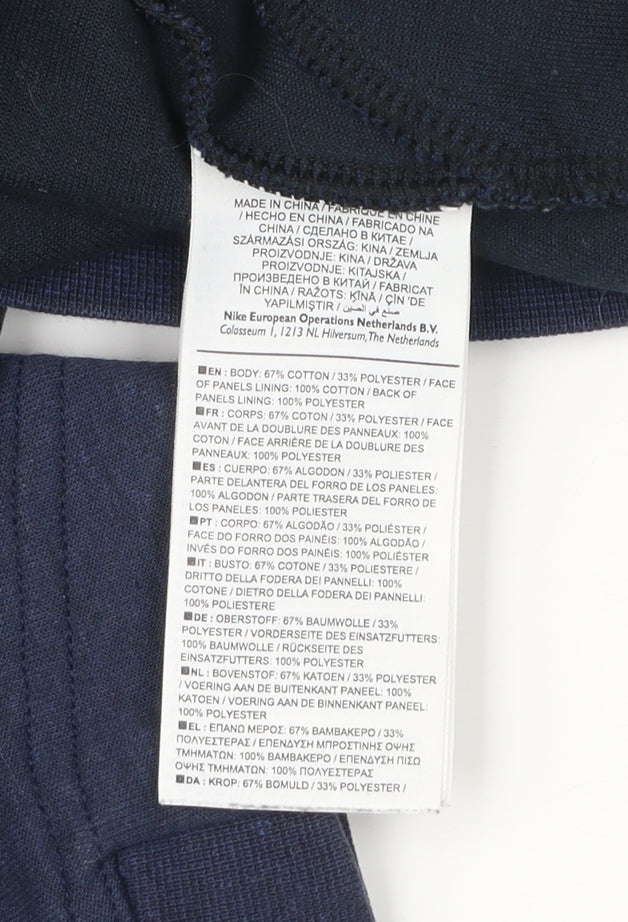 MADE IN CHINA / FABRIQUÉ EN CHINE
/ HECHO EN CHINA / FABRICADO NA
CHINA / СДЕЛАНО В КИТАЕ /
SZÁRMAZÁSI ORSZÁG: KINA / ZEMLJA
PROIZVODNJE: KINA / DRŽAVA
PROIZVODNJE: KITAJSKA /
ПРОИЗВЕДЕНО В КИТАЙ / FABRICAT
ÎN CHINA / RAŽOTS: ĶĪNĀ / ÇİN 'DE
YAPILMIŞTIR / صنع في الصين
Nike European Operations Netherlands B.V.
Colosseum 1, 1213 NL Hilversum, The Netherlands
EN : BODY: 67% COTTON / 33% POLYESTER / FACE
OF PANELS LINING: 100% COTTON / BACK OF
PANELS LINING: 100% POLYESTER
FR : CORPS: 67% COTON / 33% POLYESTER / FACE
AVANT DE LA DOUBLURE DES PANNEAUX: 100%
COTON / FACE ARRIÈRE DE LA DOUBLURE DES
PANNEAUX: 100% POLYESTER
ES : CUERPO: 67% ALGODON / 33% POLIESTER /
PARTE DELANTERA DEL FORRO DE LOS PANELES:
100% ALGODON / PARTE TRASERA DEL FORRO DE
LOS PANELES: 100% POLIESTER
PT : CORPO: 67% ALGODÃO / 33% POLIÉSTER /
FACE DO FORRO DOS PAINÉIS: 100% ALGODÃO /
INVÉS DO FORRO DOS PAINÉIS: 100% POLIÉSTER
IT : BUSTO: 67% COTONE / 33% POLIESTERE /
DRITTO DELLA FODERA DEI PANNELLI: 100%
COTONE / DIETRO DELLA FODERA DEI PANNELLI:
100% POLIESTERE
DE : OBERSTOFF: 67% BAUMWOLLE / 33%
POLYESTER / VORDERSEITE DES EINSATZFUTTERS:
100% BAUMWOLLE / RÜCKSEITE DES
EINSATZFUTTERS: 100% POLYESTER
NL : BOVENSTOF: 67% KATOEN / 33% POLYESTER
/ VOERING AAN DE BUITENKANT PANEEL: 100%
KATOEN / VOERING AAN DE BINNENKANT PANEEL:
100% POLYESTER
EL : ΕΠΑΝΩ ΜΕΡΟΣ: 67% ΒΑΜΒΑΚΕΡΟ / 33%
ΠΟΛΥΕΣΤΕΡΑΣ / ΕΠΕΝΔΥΣΗ ΜΠΡΟΣΤΙΝΗΣ ΟΨΗΣ
ΤΜΗΜΑΤΩΝ: 100% ΒΑΜΒΑΚΕΡΟ / ΕΠΕΝΔΥΣΗ ΠΙΣΩ
ΟΨΗΣ ΤΜΗΜΑΤΩΝ: 100% ΠΟΛΥΕΣΤΕΡΑΣ
DA : KROP: 67% BOMULD / 33% POLYESTER /